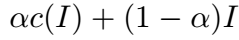 αc(I) + (1 − α)I